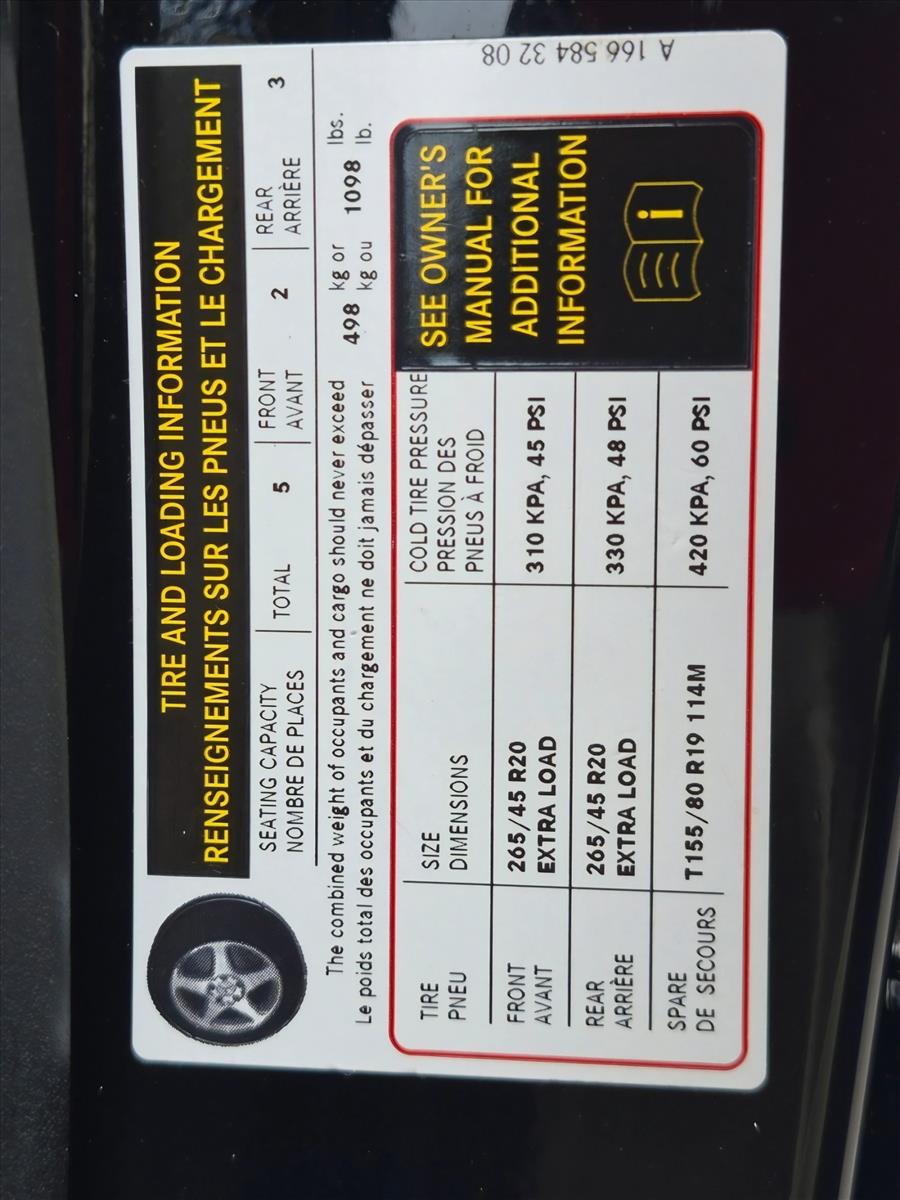 TIRE AND LOADING INFORMATION
RENSEIGNEMENTS SUR LES PNEUS ET LE CHARGEMENT
SEATING CAPACITY | TOTAL 5 | FRONT 2 | REAR 3
NOMBRE DE PLACES AVANT ARRIÈRE
The combined weight of occupants and cargo should never exceed 498 kg or 1098 lbs.
Le poids total des occupants et du chargement ne doit jamais dépasser kg ou lb.
TIRE SIZE COLD TIRE PRESSURE
PNEU DIMENSIONS PRESSION DES
PNEUS À FROID
FRONT 265/45 R20 310 KPA, 45 PSI
AVANT EXTRA LOAD
REAR 265/45 R20 330 KPA, 48 PSI
ARRIÈRE EXTRA LOAD
SPARE T155/80 R19 114M 420 KPA, 60 PSI
DE SECOURS
SEE OWNER'S
MANUAL FOR
ADDITIONAL
INFORMATION
i
A 166 584 32 08